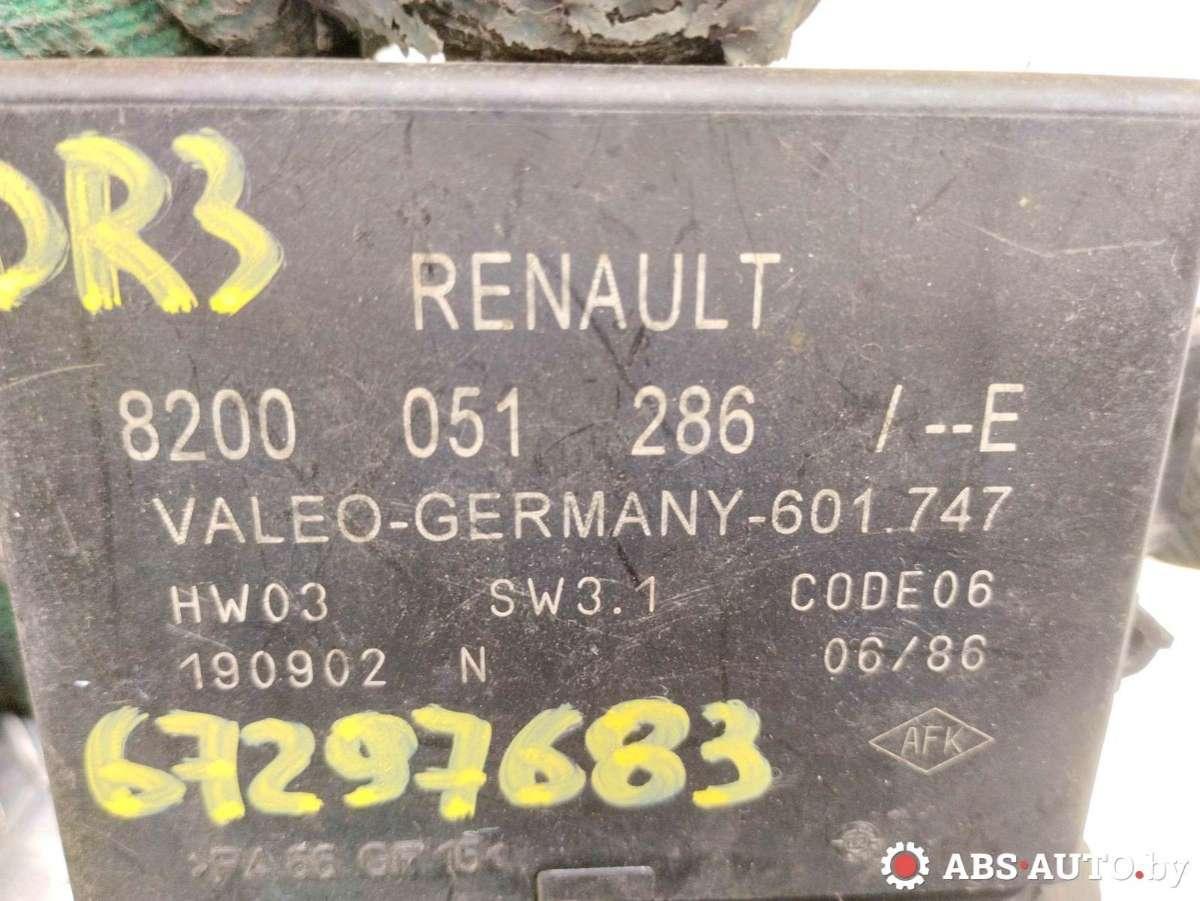 DR3
RENAULT
8200 051 286 / --E
VALEO-GERMANY-601.747
HW03 SW3.1 CODE06
190902 N 06/86
67297683
AFK
ABS-AUTO.by